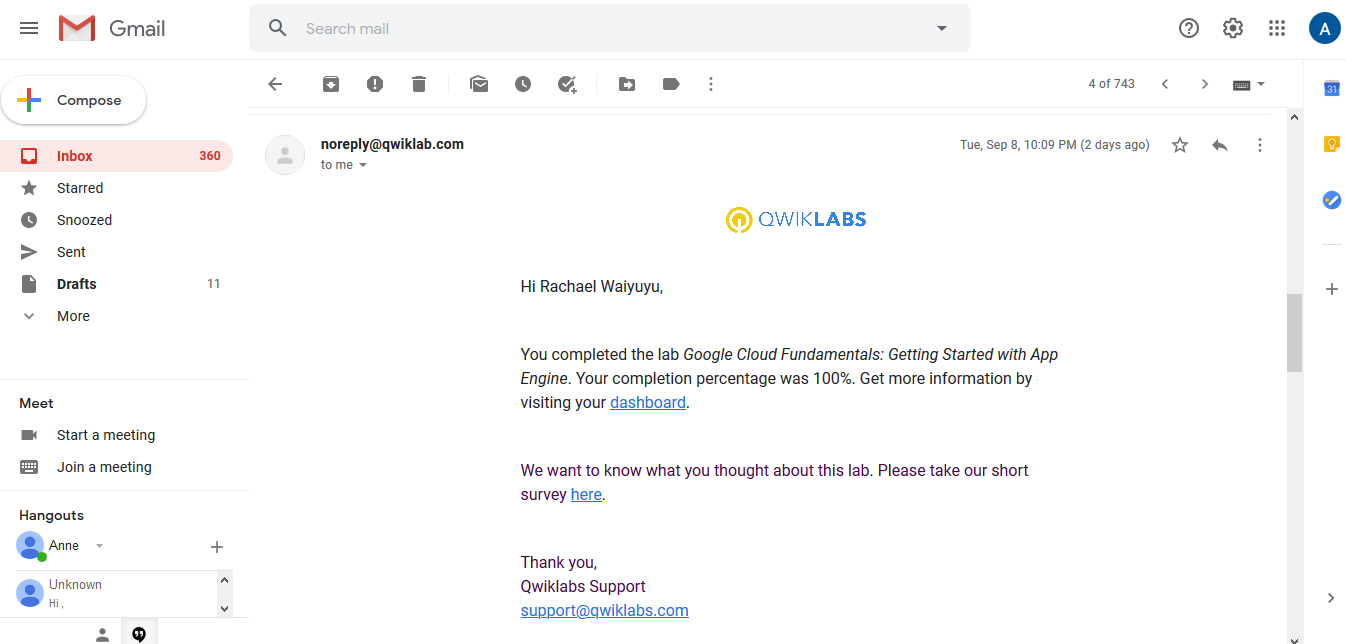 Gmail
Search mail
A
Compose
4 of 743
31
Inbox 360
Starred
Snoozed
Sent
Drafts 11
More
noreply@qwiklab.com
to me
Tue, Sep 8, 10:09 PM (2 days ago)
QWIKLABS
Hi Rachael Waiyuyu,
You completed the lab Google Cloud Fundamentals: Getting Started with App
Engine. Your completion percentage was 100%. Get more information by
visiting your dashboard.
We want to know what you thought about this lab. Please take our short
survey here.
Thank you,
Qwiklabs Support
support@qwiklabs.com
Meet
Start a meeting
Join a meeting
Hangouts
Anne
Unknown
Hi ,